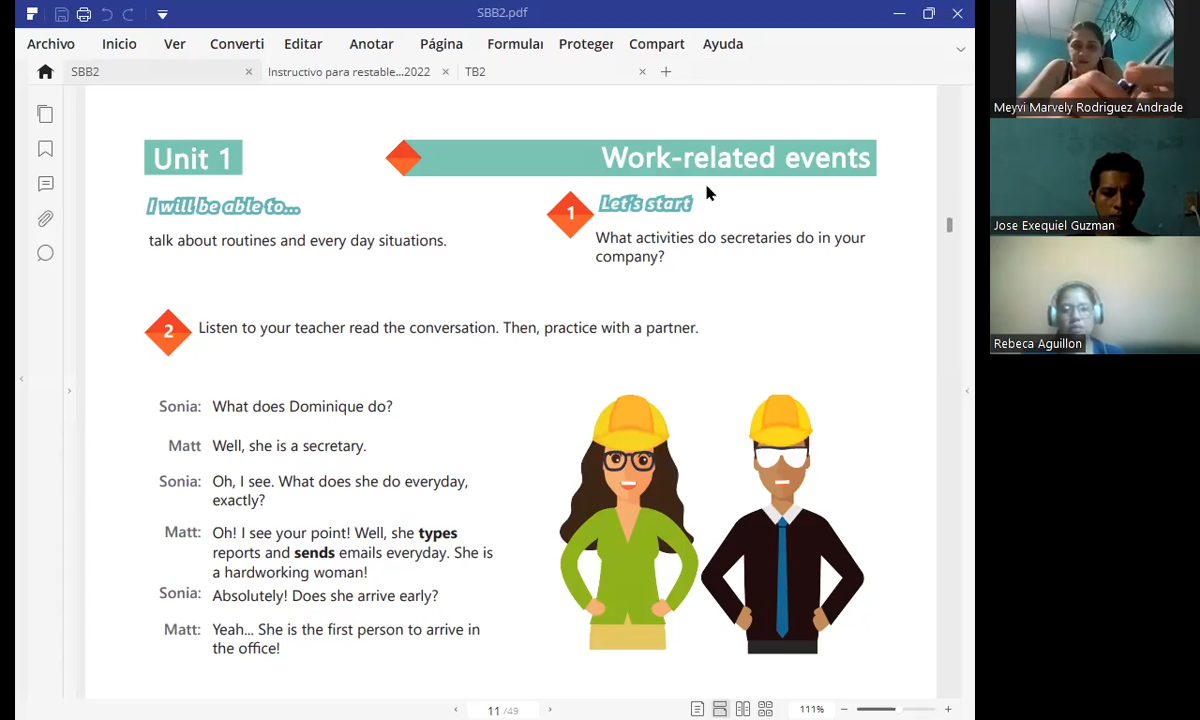 SBB2.pdf
Archivo Inicio Ver Converti Editar Anotar Página Formular Proteger Compart Ayuda
SBB2 Instructivo para restable...2022 TB2
Unit 1
Work-related events
I will be able to...
talk about routines and every day situations.
1 Let's start
What activities do secretaries do in your
company?
2 Listen to your teacher read the conversation. Then, practice with a partner.
Sonia: What does Dominique do?
Matt Well, she is a secretary.
Sonia: Oh, I see. What does she do everyday,
exactly?
Matt: Oh! I see your point! Well, she types
reports and sends emails everyday. She is
a hardworking woman!
Sonia: Absolutely! Does she arrive early?
Matt: Yeah... She is the first person to arrive in
the office!
11 /49
111%
Meyvi Marvely Rodriguez Andrade
Jose Exequiel Guzman
Rebeca Aguillon